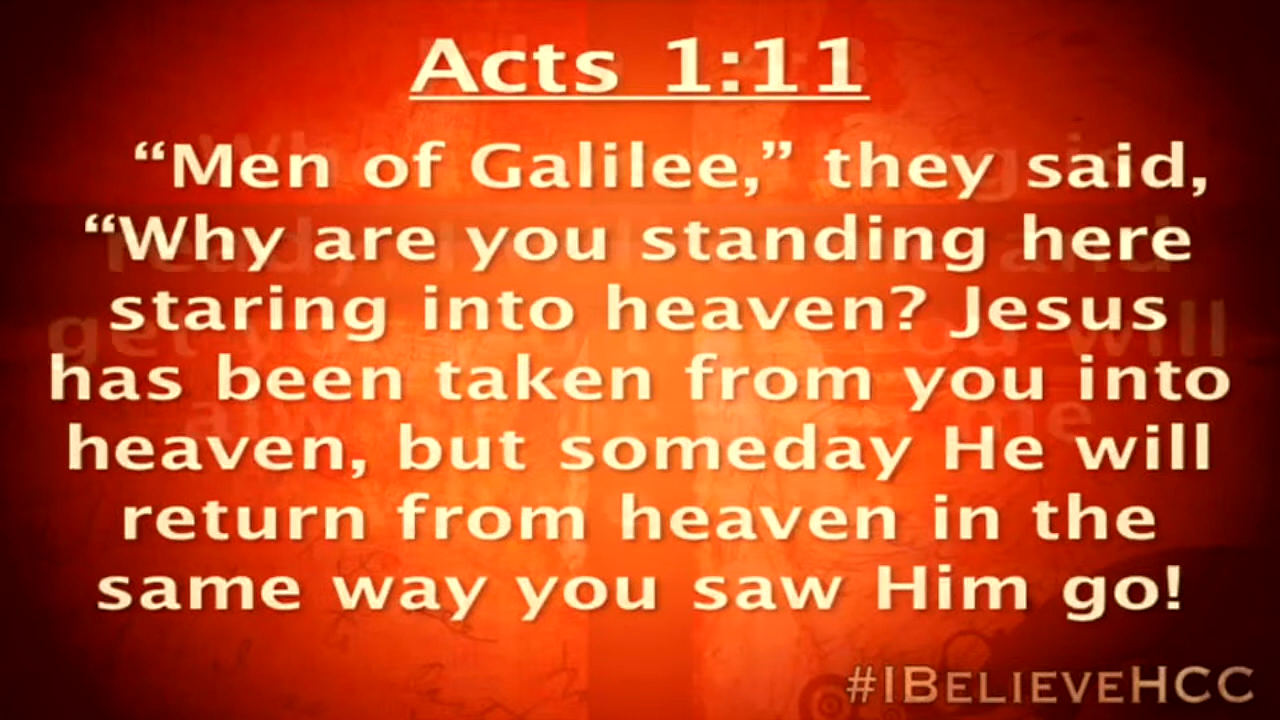 Acts 1:11
“Men of Galilee,” they said,
“Why are you standing here
staring into heaven? Jesus
has been taken from you into
heaven, but someday He will
return from heaven in the
same way you saw Him go!
#IBelieveHCC